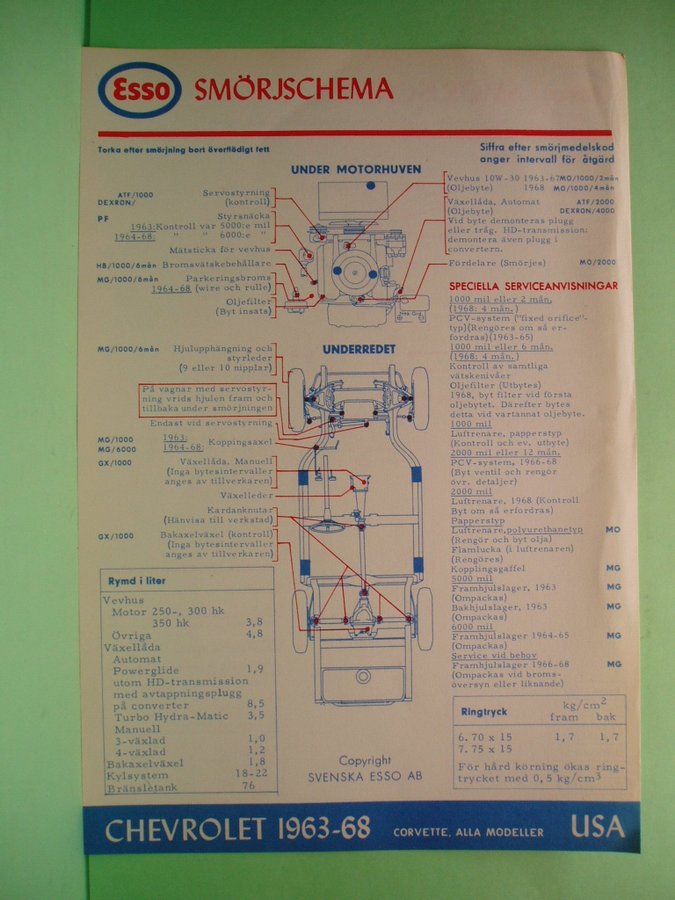 Esso SMÖRJSCHEMA
Torka efter smörjning bort överflödigt fett
Siffra efter smörjmedelskod
anger intervall för åtgärd
UNDER MOTORHUVEN
ATF/1000 Servostyrning
DEXRON/ (kontroll)
PF Styrsnäcka
1963:Kontroll var 5000:e mil
1964-68: " " 6000:e "
Mätsticka för vevhus
HB/1000/6mån Bromsvätskebehållare
MG/1000/6mån Parkeringsbroms
1964-68 (wire och rulle)
Oljefilter
(Byt insats)
Vevhus 10W-30 1963-67 MO/1000/2mån
(Oljebyte) 1968 MO/1000/4mån
Växellåda, Automat ATF/2000
(Oljebyte) DEXRON/4000
Vid byte demonteras plugg
eller tråg. HD-transmission:
demontera även plugg i
convertern.
Fördelare (Smörjes) MO/2000
UNDERREDET
MG/1000/6mån Hjulupphängning och
styrleder
(9 eller 10 nipplar)
På vagnar med servostyr-
ning vrids hjulen fram och
tillbaka under smörjningen
Endast vid servostyrning
MG/1000 1963:
MG/6000 1964-68: Koppingsaxel
GX/1000 Växellåda, Manuell
(Inga bytesintervaller
anges av tillverkaren)
Växelleder
Kardanknutar
(Hänvisa till verkstad)
GX/1000 Bakaxelväxel (kontroll)
(Inga bytesintervaller
anges av tillverkaren)
SPECIELLA SERVICEANVISNINGAR
1000 mil eller 2 mån.
(1968: 4 mån.)
PCV-system ("fixed orifice"-
typ)(Rengöres om så er-
fordras)(1963-65)
1000 mil eller 6 mån.
(1968: 4 mån.)
Kontroll av samtliga
vätskenivåer
Oljefilter (Utbytes)
1968, byt filter vid första
oljebytet. Därefter bytes
detta vid vartannat oljebyte.
1000 mil
Luftrenare, papperstyp
(Kontroll och ev. utbyte)
2000 mil eller 12 mån.
PCV-system, 1966-68
(Byt ventil och rengör
övr. detaljer)
2000 mil
Luftrenare, 1968 (Kontroll
Byt om så erfordras)
Papperstyp
Luftrenare,polyurethanetyp MO
(Rengör och byt olja)
Flamlucka (i luftrenaren)
(Rengöres)
Kopplingsgaffel MG
5000 mil
Framhjulslager, 1963 MG
(Ompackas)
Bakhjulslager, 1963 MG
(Ompackas)
6000 mil
Framhjulslager 1964-65 MG
(Ompackas)
Service vid behov
Framhjulslager 1966-68 MG
(Ompackas vid broms-
översyn eller liknande)
Rymd i liter
Vevhus
Motor 250-, 300 hk
350 hk 3,8
Övriga 4,8
Växellåda
Automat
Powerglide 1,9
utom HD-transmission
med avtappningsplugg
på converter 8,5
Turbo Hydra-Matic 3,5
Manuell
3-växlad 1,0
4-växlad 1,2
Bakaxelväxel 1,8
Kylsystem 18-22
Bränsletank 76
Ringtryck kg/cm2
fram bak
6.70 x 15 1,7 1,7
7.75 x 15
För hård körning ökas ring-
trycket med 0,5 kg/cm3
Copyright
SVENSKA ESSO AB
CHEVROLET 1963-68 CORVETTE, ALLA MODELLER USA